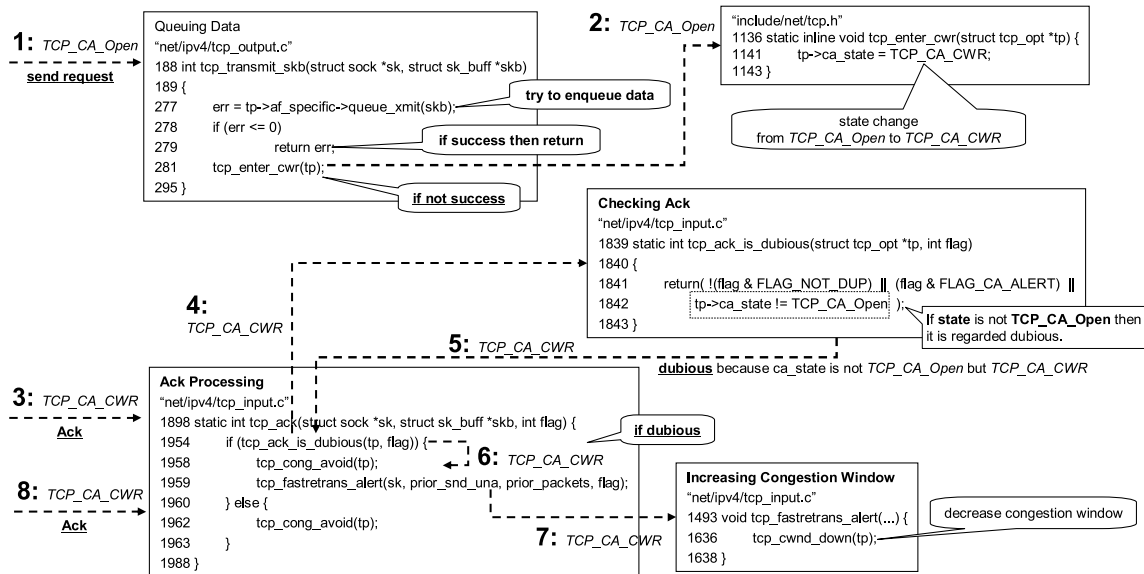 1: TCP_CA_Open
send request
Queuing Data
“net/ipv4/tcp_output.c”
188 int tcp_transmit_skb(struct sock *sk, struct sk_buff *skb)
189 {
277 err = tp->af_specific->queue_xmit(skb);
278 if (err <= 0)
279 return err;
281 tcp_enter_cwr(tp);
295 }
try to enqueue data
if success then return
if not success
2: TCP_CA_Open
“include/net/tcp.h”
1136 static inline void tcp_enter_cwr(struct tcp_opt *tp) {
1141 tp->ca_state = TCP_CA_CWR;
1143 }
state change
from TCP_CA_Open to TCP_CA_CWR
Checking Ack
“net/ipv4/tcp_input.c”
1839 static int tcp_ack_is_dubious(struct tcp_opt *tp, int flag)
1840 {
1841 return( !(flag & FLAG_NOT_DUP) || (flag & FLAG_CA_ALERT) ||
1842 tp->ca_state != TCP_CA_Open );
1843 }
If state is not TCP_CA_Open then
it is regarded dubious.
4:
TCP_CA_CWR
5: TCP_CA_CWR
dubious because ca_state is not TCP_CA_Open but TCP_CA_CWR
3: TCP_CA_CWR
Ack
8: TCP_CA_CWR
Ack
Ack Processing
“net/ipv4/tcp_input.c”
1898 static int tcp_ack(struct sock *sk, struct sk_buff *skb, int flag) {
1954 if (tcp_ack_is_dubious(tp, flag)) {
1958 tcp_cong_avoid(tp);
1959 tcp_fastretrans_alert(sk, prior_snd_una, prior_packets, flag);
1960 } else {
1962 tcp_cong_avoid(tp);
1963 }
1988 }
if dubious
6: TCP_CA_CWR
7: TCP_CA_CWR
Increasing Congestion Window
“net/ipv4/tcp_input.c”
1493 void tcp_fastretrans_alert(...) {
1636 tcp_cwnd_down(tp);
1638 }
decrease congestion window